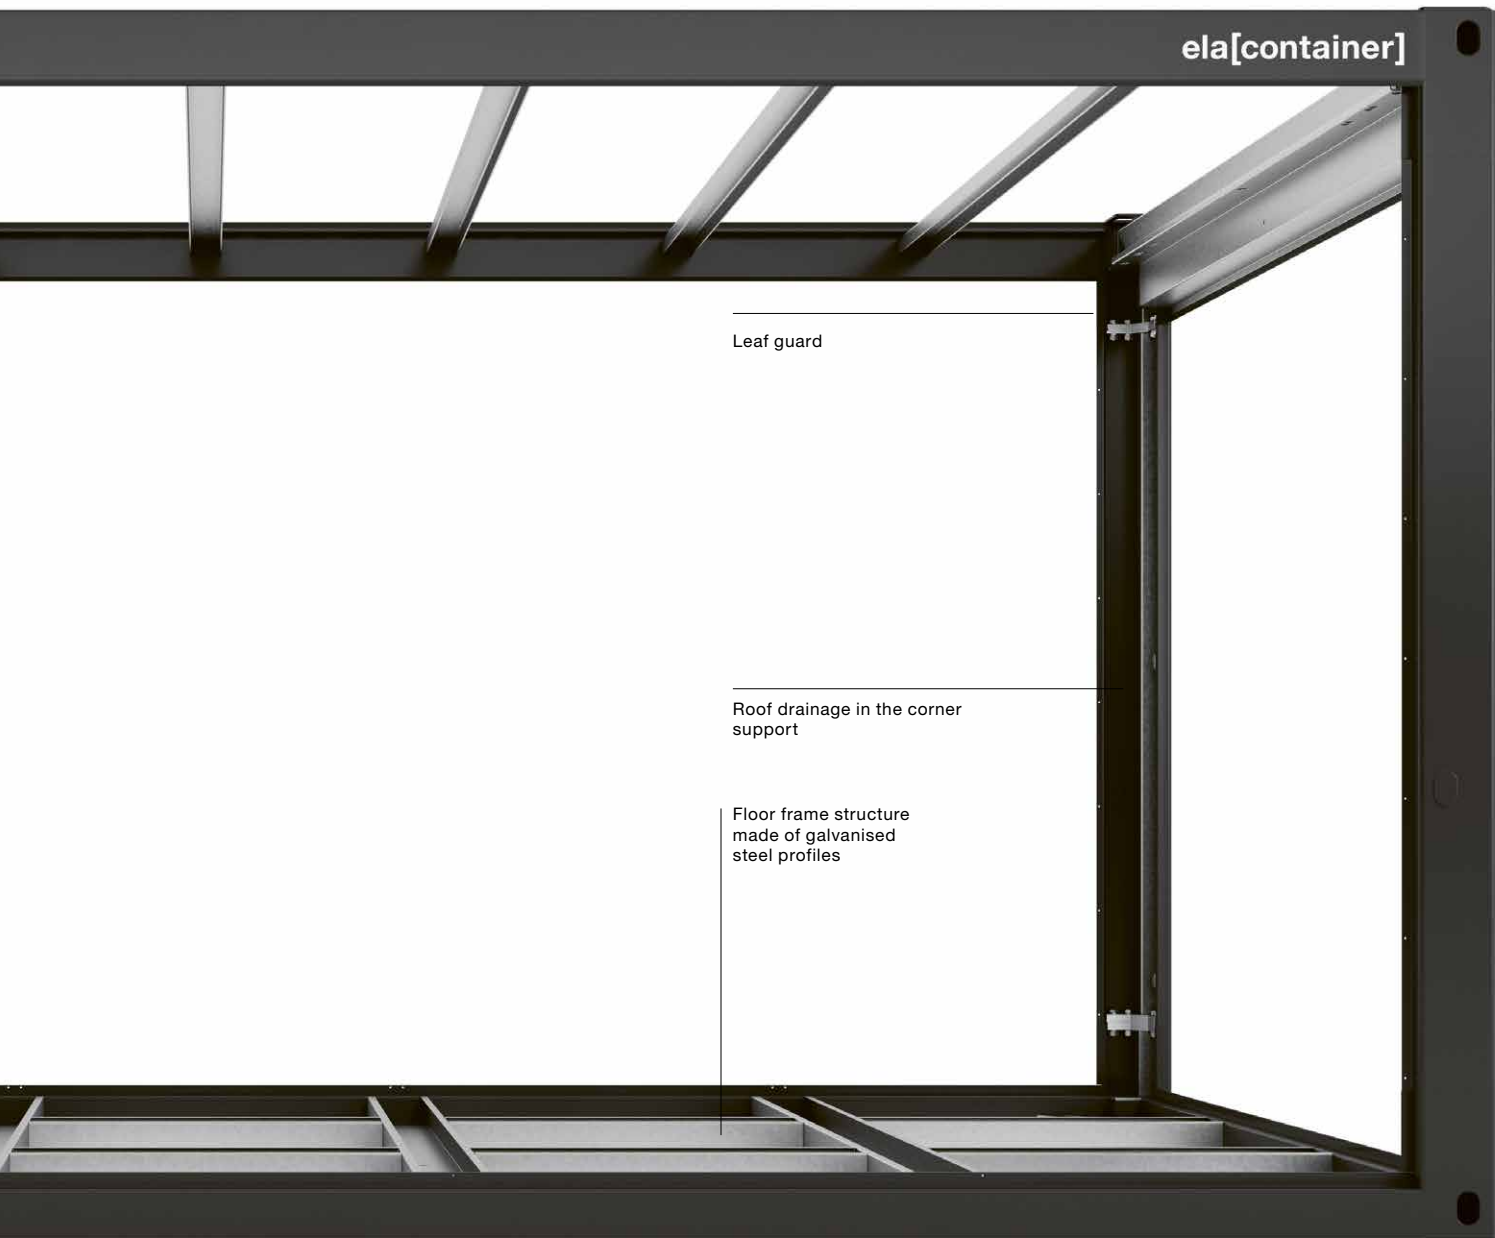 ela[container]
Leaf guard
Roof drainage in the corner
support
Floor frame structure
made of galvanised
steel profiles